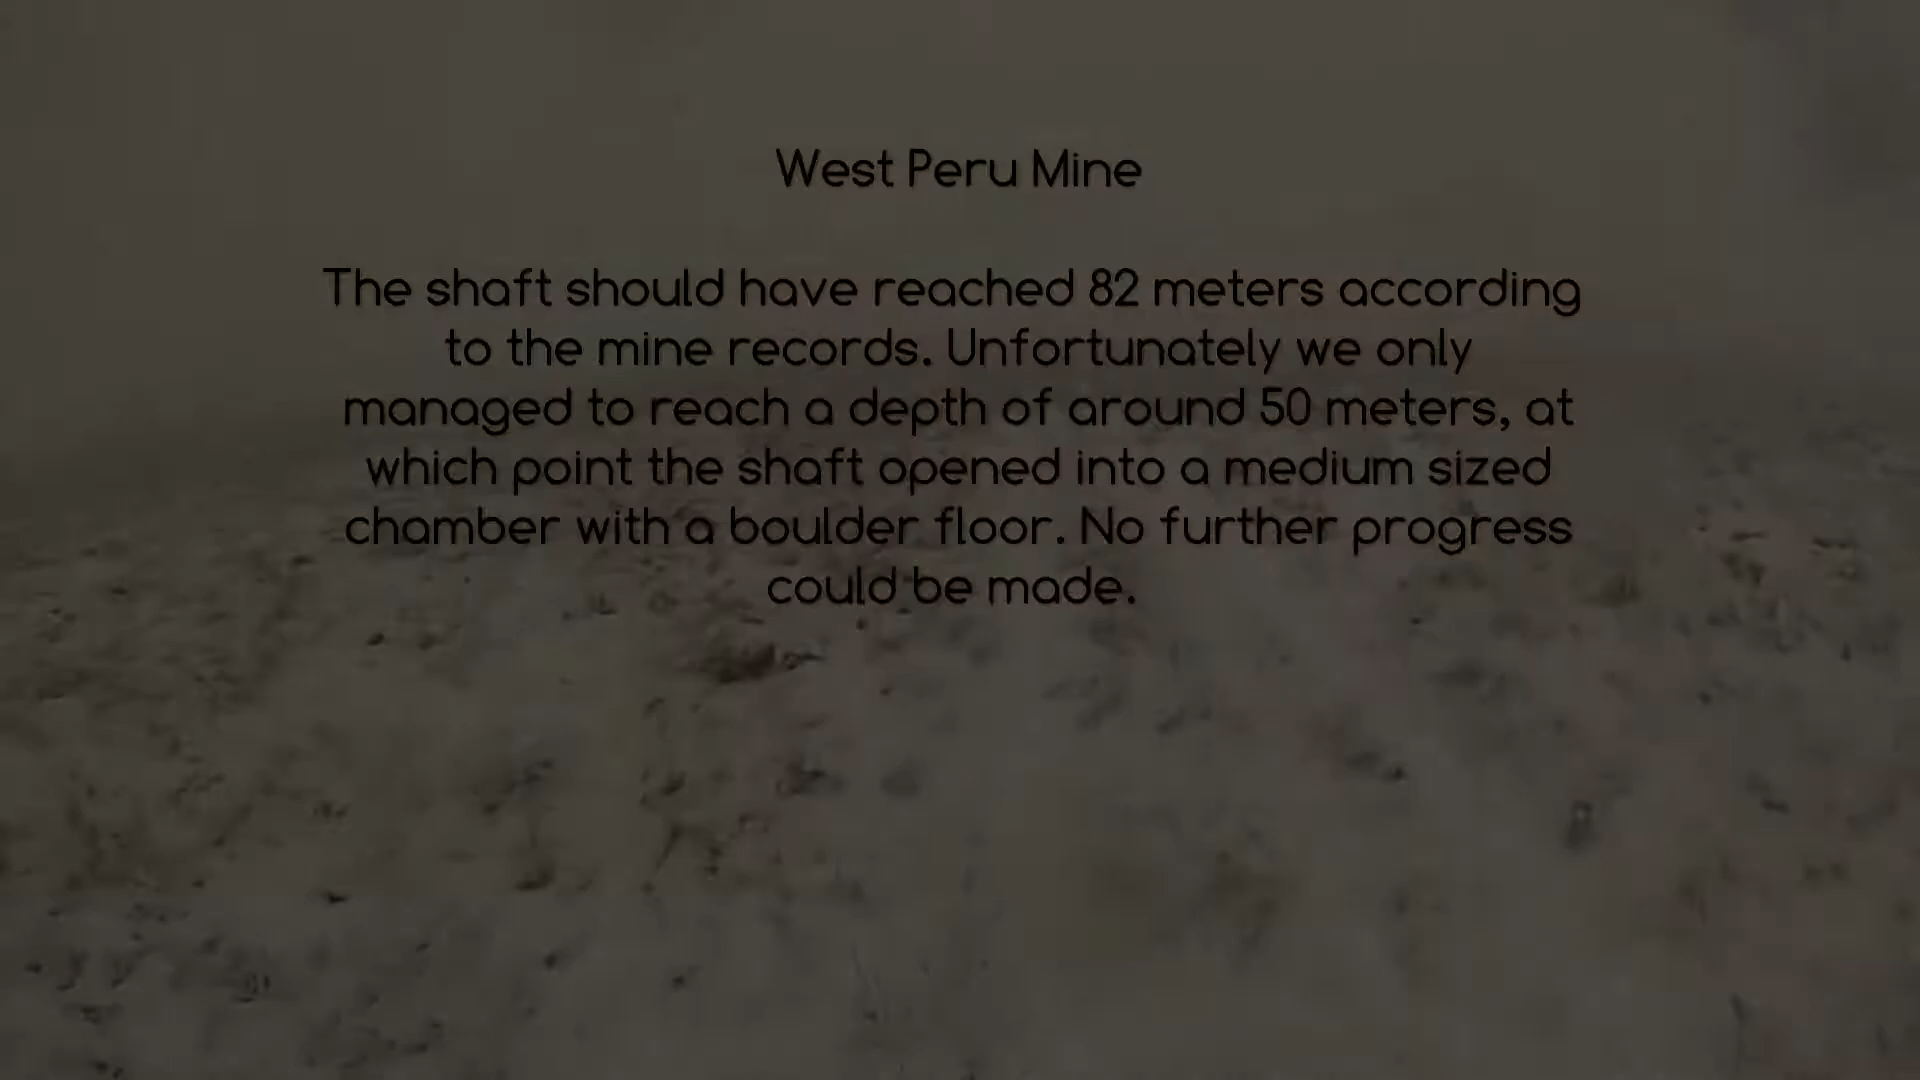 West Peru Mine
The shaft should have reached 82 meters according
to the mine records. Unfortunately we only
managed to reach a depth of around 50 meters, at
which point the shaft opened into a medium sized
chamber with a boulder floor. No further progress
could be made.